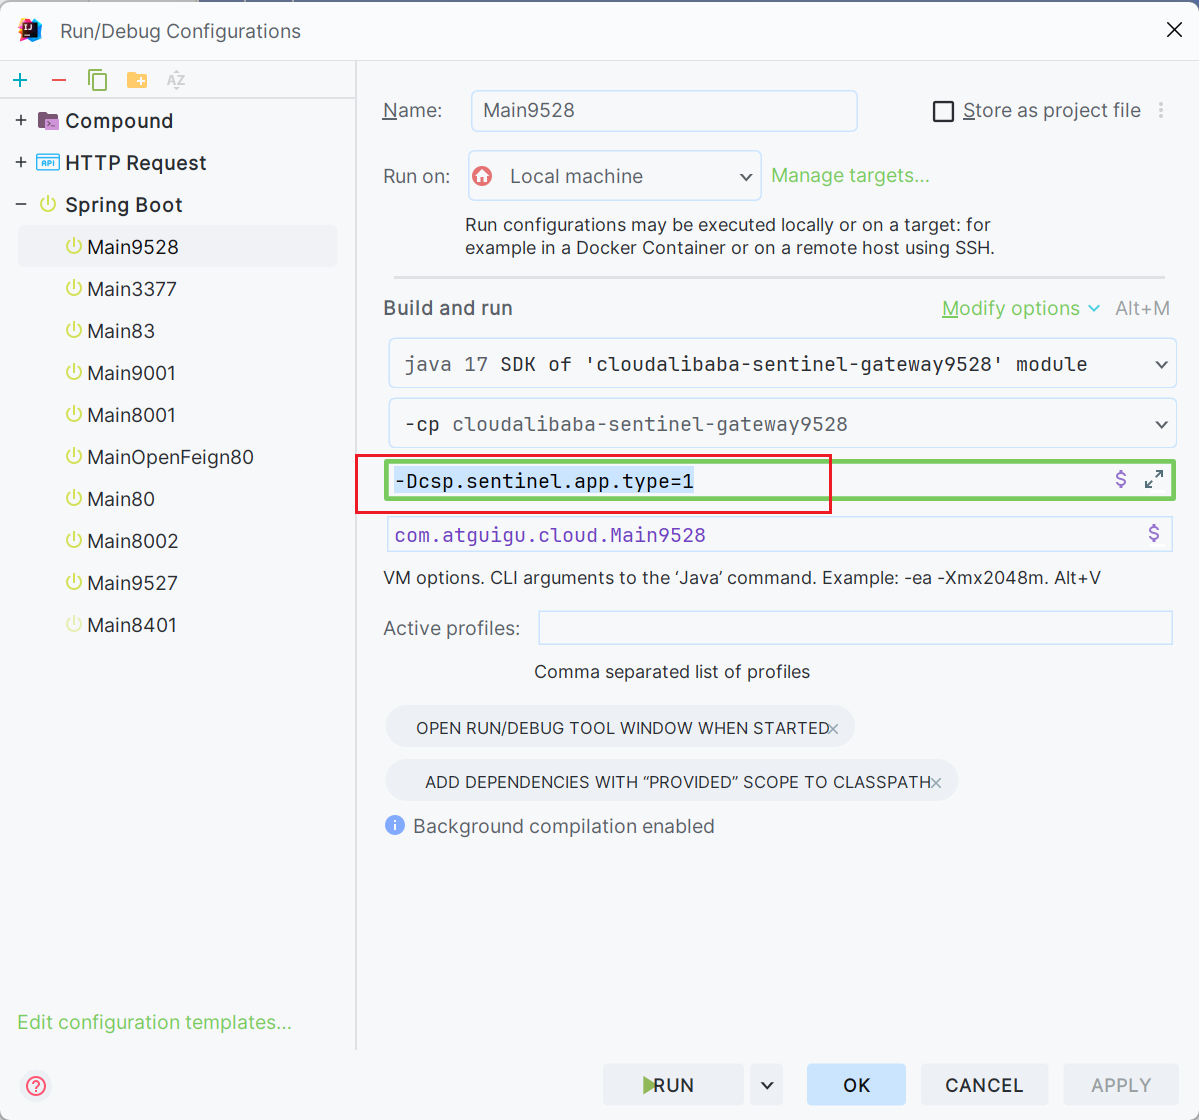 Run/Debug Configurations
AZ
Compound
API HTTP Request
Spring Boot
Main9528
Main3377
Main83
Main9001
Main8001
MainOpenFeign80
Main80
Main8002
Main9527
Main8401
Edit configuration templates...
Name: Main9528
Store as project file
Run on: Local machine
Manage targets...
Run configurations may be executed locally or on a target: for
example in a Docker Container or on a remote host using SSH.
Build and run
Modify options Alt+M
java 17 SDK of 'cloudalibaba-sentinel-gateway9528' module
-cp cloudalibaba-sentinel-gateway9528
-Dcsp.sentinel.app.type=1 $
com.atguigu.cloud.Main9528 $
VM options. CLI arguments to the ‘Java’ command. Example: -ea -Xmx2048m. Alt+V
Active profiles:
Comma separated list of profiles
OPEN RUN/DEBUG TOOL WINDOW WHEN STARTED
ADD DEPENDENCIES WITH “PROVIDED” SCOPE TO CLASSPATH
Background compilation enabled
RUN
OK
CANCEL
APPLY